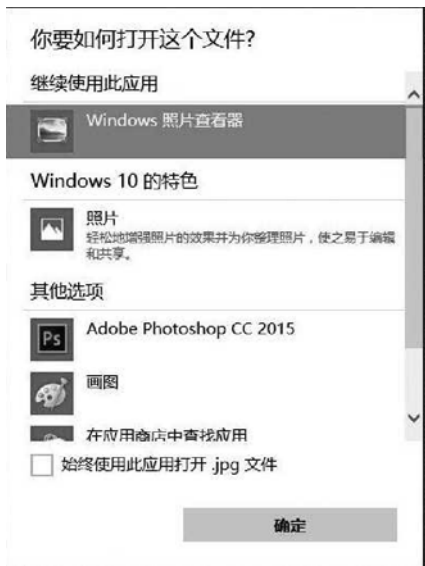 你要如何打开这个文件?
继续使用此应用
Windows 照片查看器
Windows 10 的特色
照片
轻松地增强照片的效果并为你整理照片，使之易于编辑
和共享。
其他选项
Ps
Adobe Photoshop CC 2015
画图
在应用商店中查找应用
始终使用此应用打开 .jpg 文件
确定